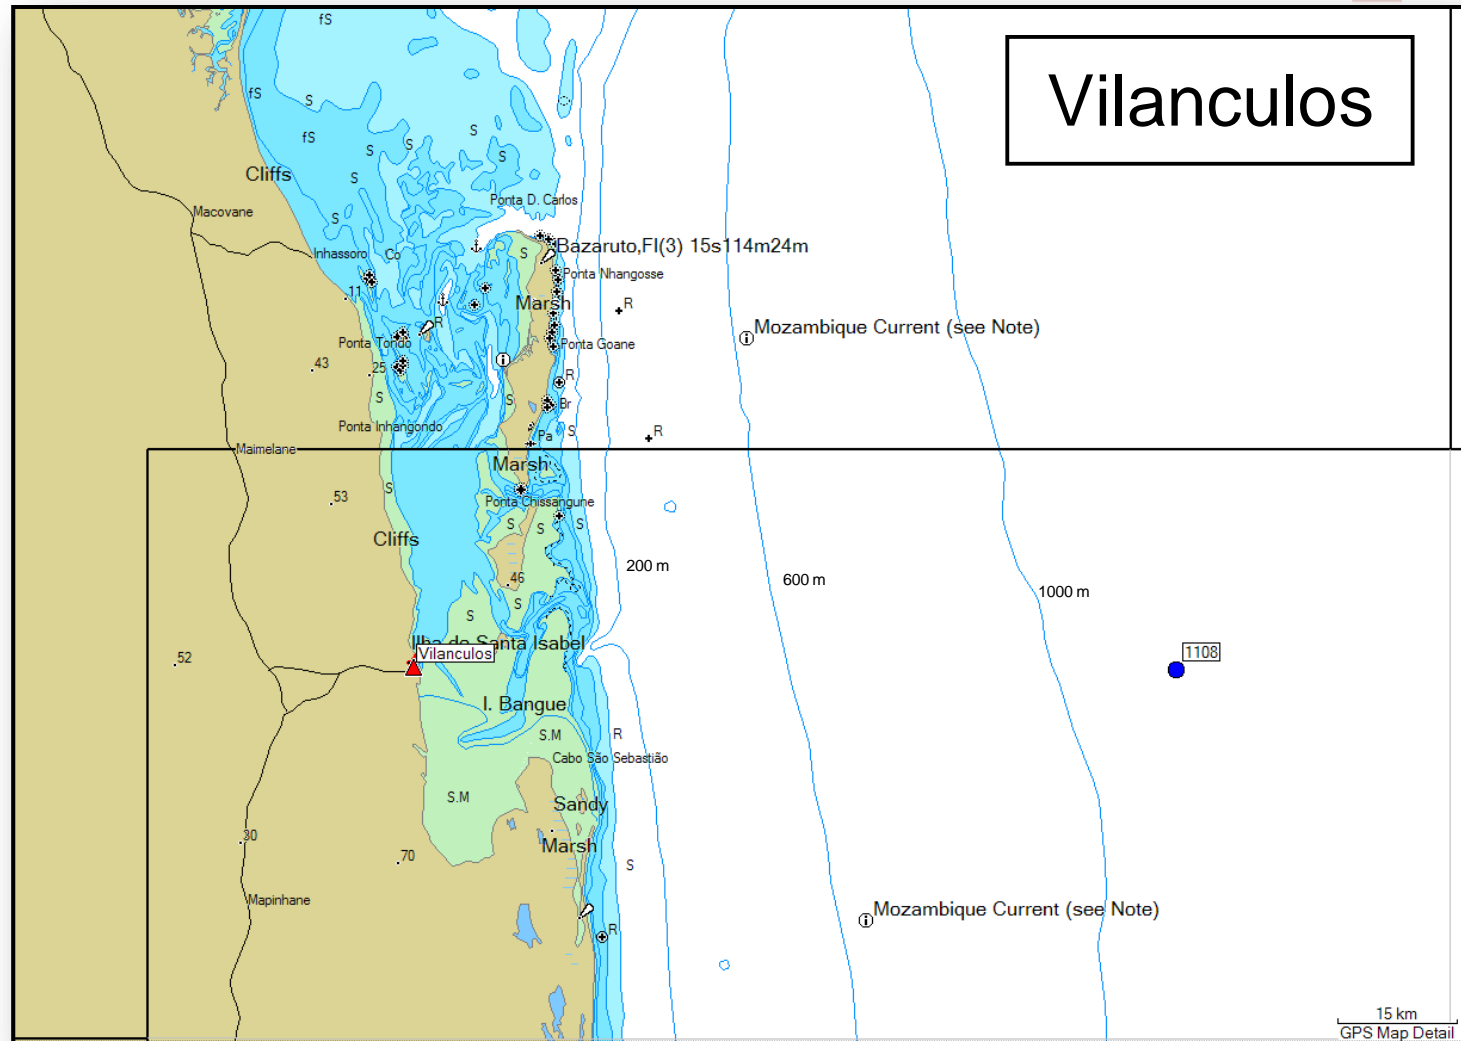 fS
Vilanculos
fS
S
fS
S
S
S
S
Cliffs
S
Ponta D. Carlos
Macovane
S
Bazaruto,Fl(3) 15s114m24m
Inhassoro
Co
S
Ponta Nhangosse
11
Marsh
R
R
Mozambique Current (see Note)
Ponta Tondo
Ponta Goane
43
25
R
S
S
Br
Ponta Inhangondo
Pa
S
R
Maimelane
Marsh
S
53
Ponta Chissangune
S
S
S
Cliffs
200 m
46
600 m
1000 m
S
S
Ilha do Santa Isabel
Vilanculos
52
1108
I. Bangue
S.M
R
Cabo São Sebastião
S.M
Sandy
30
Marsh
70
S
Mapinhane
Mozambique Current (see Note)
R
15 km
GPS Map Detail